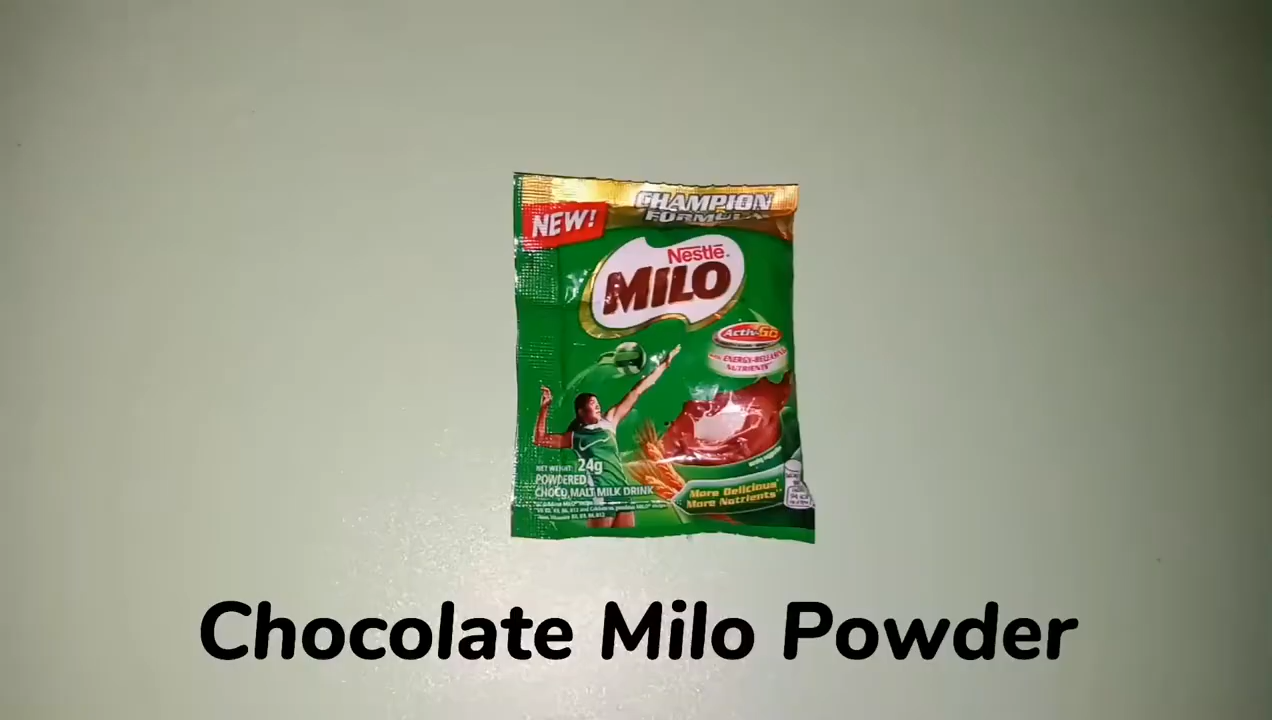 NEW!
CHAMPION
FORMULA
Nestlé
MILO
Activ-Go
ENERGY-RELEASING
NUTRIENTS
NET WEIGHT: 24g
POWDERED
CHOCO MALT MILK DRINK
More Delicious
More Nutrients
Chocolate Milo Powder